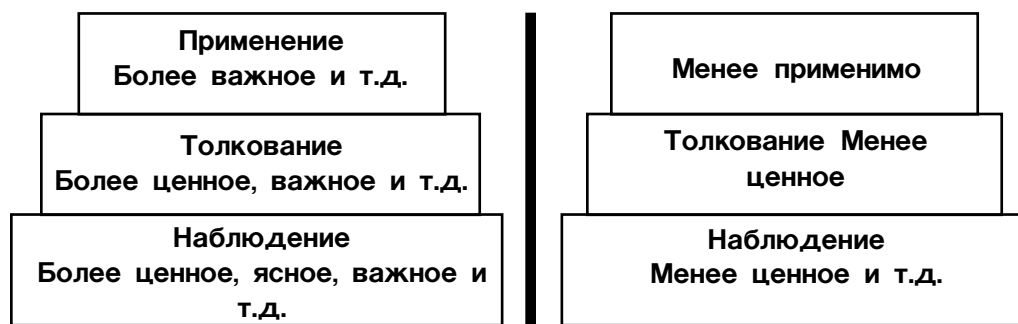 Применение
Более важное и т.д.
Толкование
Более ценное, важное и т.д.
Наблюдение
Более ценное, ясное, важное и
т.д.
Менее применимо
Толкование Менее
ценное
Наблюдение
Менее ценное и т.д.